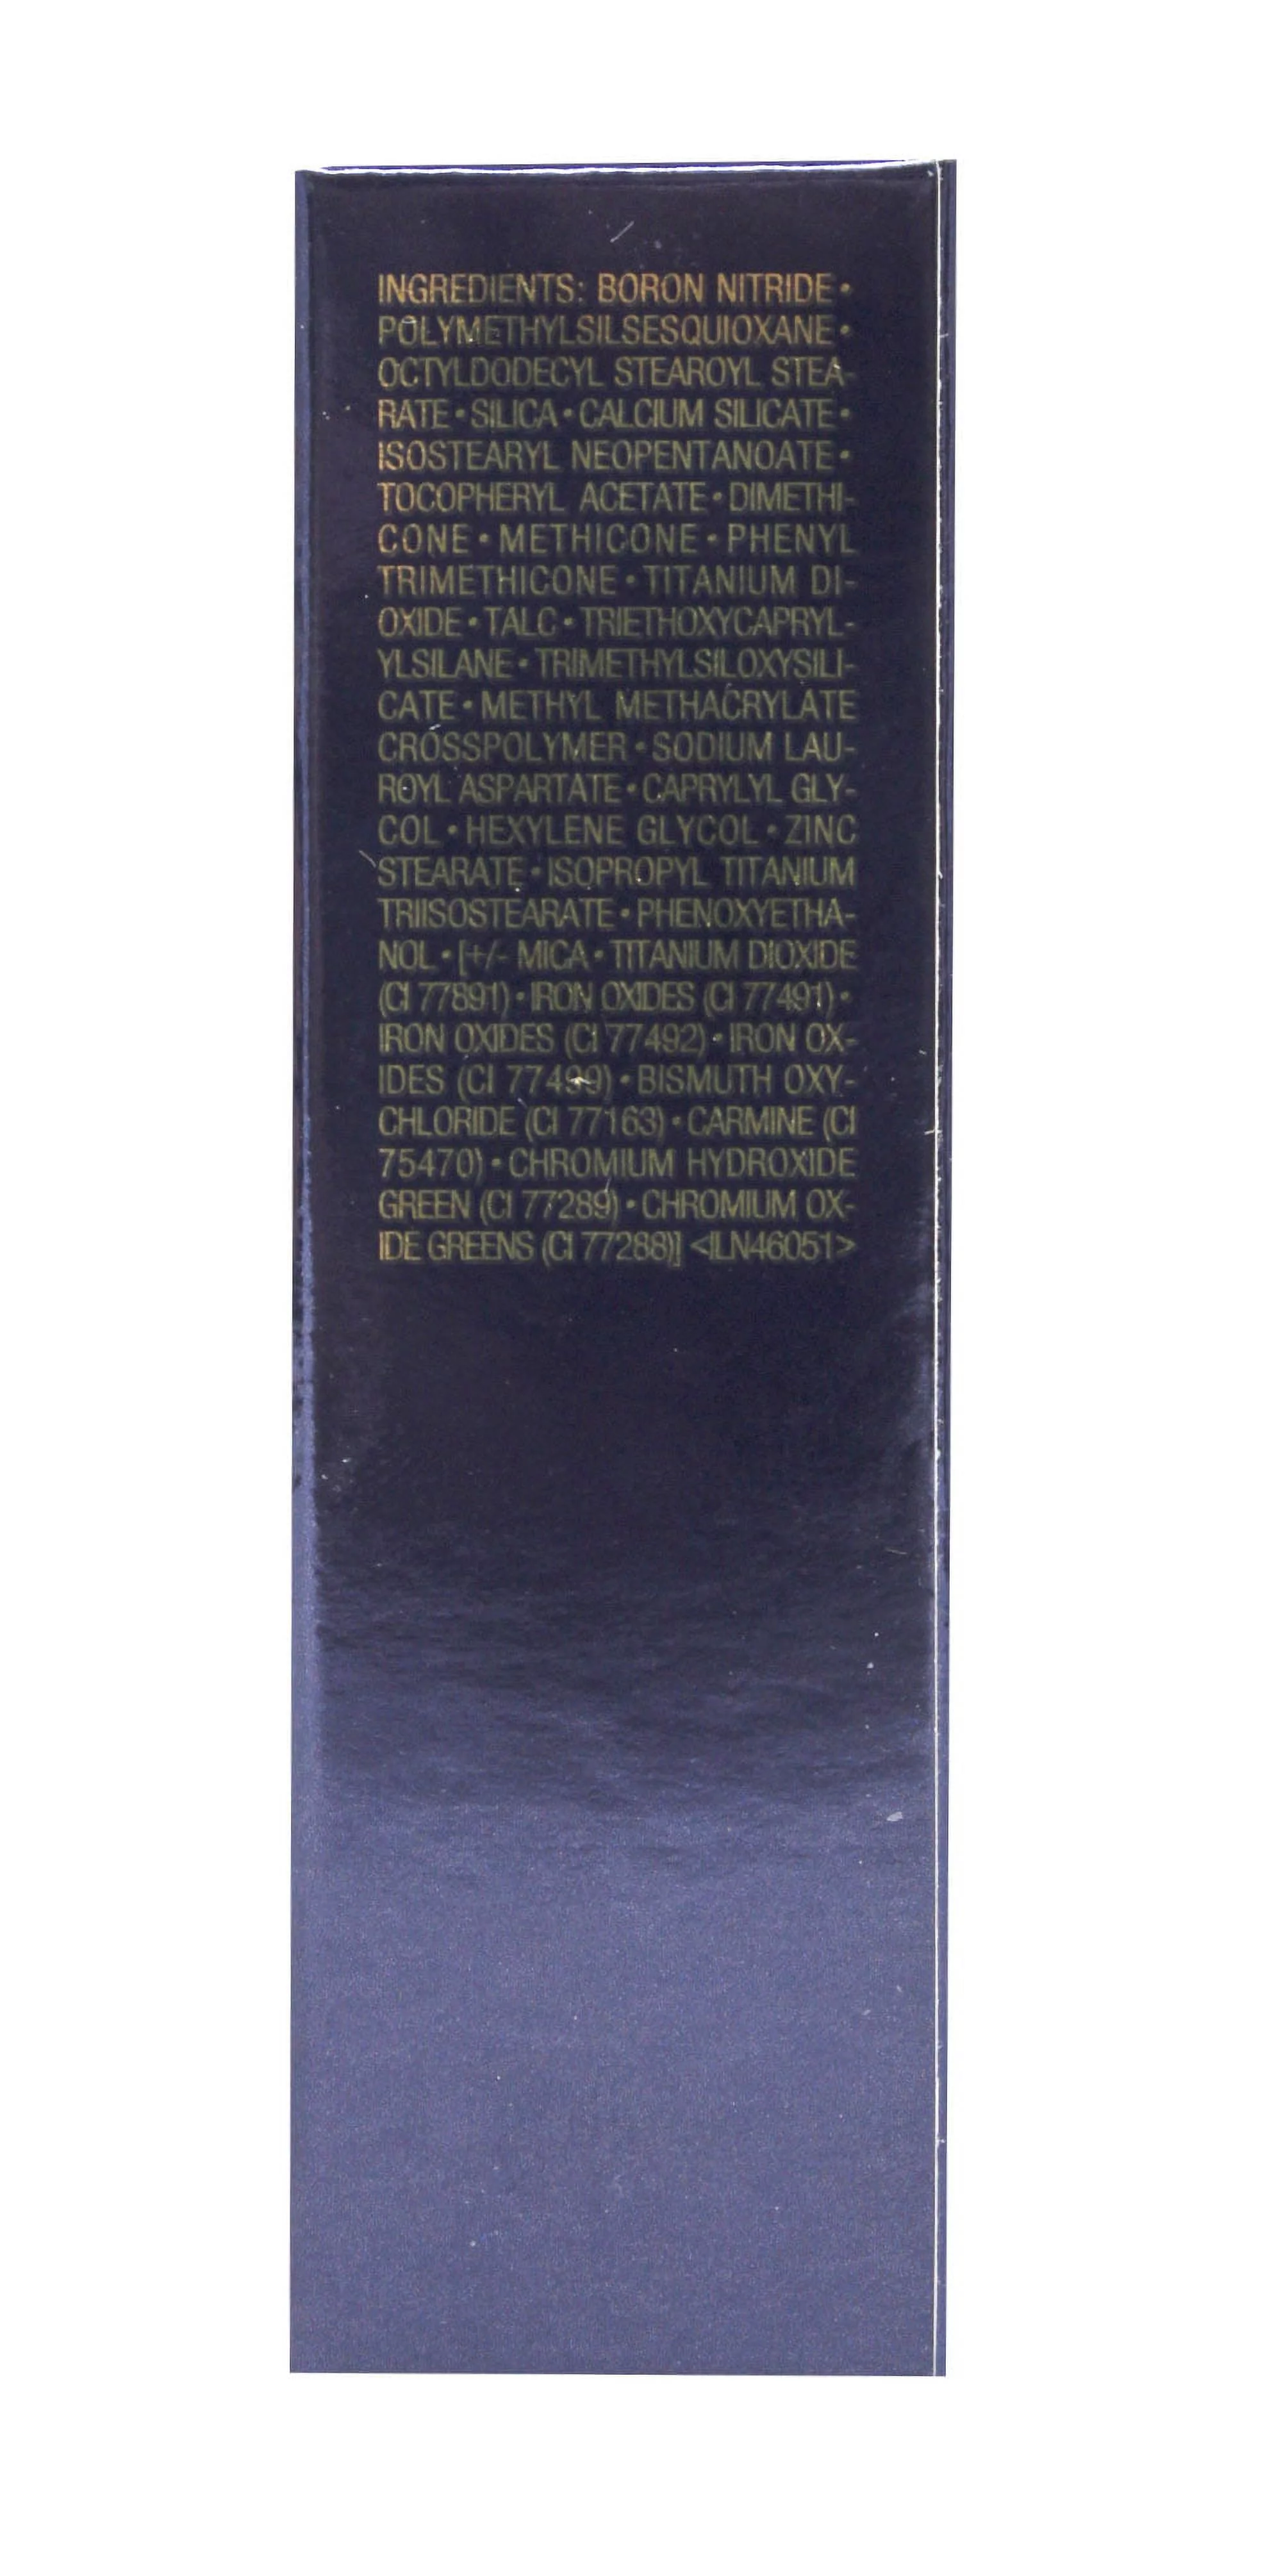 INGREDIENTS: BORON NITRIDE •
POLYMETHYLSILSESQUIOXANE •
OCTYLDODECYL STEAROYL STEA-
RATE • SILICA • CALCIUM SILICATE •
ISOSTEARYL NEOPENTANOATE •
TOCOPHERYL ACETATE • DIMETHI-
CONE • METHICONE • PHENYL
TRIMETHICONE • TITANIUM DI-
OXIDE • TALC • TRIETHOXYCAPRYL-
YLSILANE • TRIMETHYLSILOXYSILI-
CATE • METHYL METHACRYLATE
CROSSPOLYMER • SODIUM LAU-
ROYL ASPARTATE • CAPRYLYL GLY-
COL • HEXYLENE GLYCOL • ZINC
STEARATE • ISOPROPYL TITANIUM
TRIISOSTEARATE • PHENOXYETHA-
NOL • [+/- MICA • TITANIUM DIOXIDE
(CI 77891) • IRON OXIDES (CI 77491) •
IRON OXIDES (CI 77492) • IRON OX-
IDES (CI 77499) • BISMUTH OXY-
CHLORIDE (CI 77163) • CARMINE (CI
75470) • CHROMIUM HYDROXIDE
GREEN (CI 77289) • CHROMIUM OX-
IDE GREENS (CI 77288)] <ILN46051>